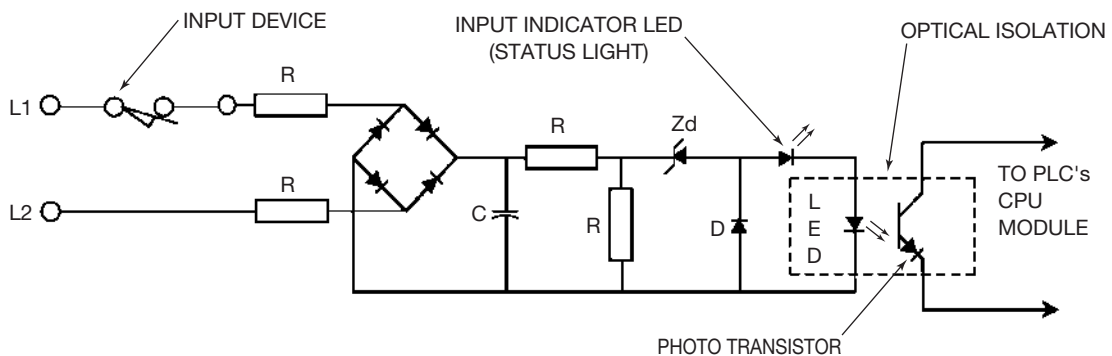 INPUT DEVICE
INPUT INDICATOR LED
(STATUS LIGHT)
OPTICAL ISOLATION
L1
R
R
Zd
TO PLC's
CPU
MODULE
R
L2
C
R
D
L
E
D
PHOTO TRANSISTOR